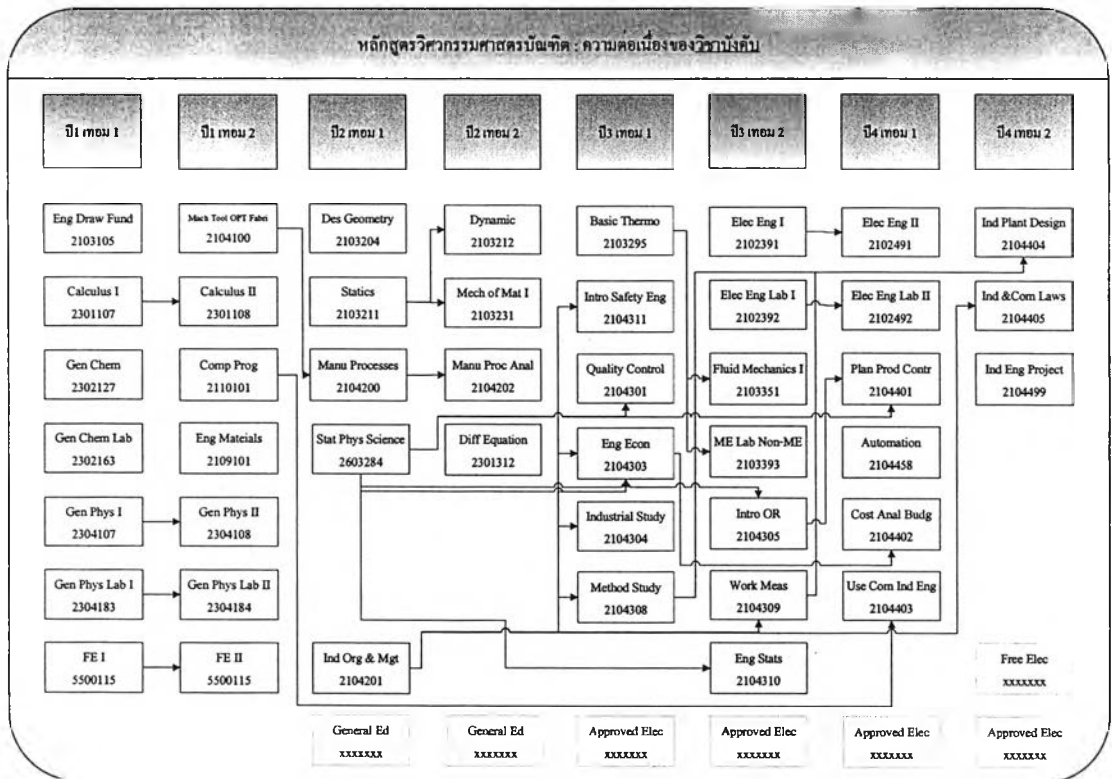 หลักสูตรวิศวกรรมศาสตรบัณฑิต : ความต่อเนื่องของวิชาบังคับ
ปี1 เทอม 1
ปี1 เทอม 2
ปี2 เทอม 1
ปี2 เทอม 2
ปี3 เทอม 1
ปี3 เทอม 2
ปี4 เทอม 1
ปี4 เทอม 2
Eng Draw Fund
2103105
Mach Tool OPT Fabri
2104100
Des Geometry
2103204
Dynamic
2103212
Basic Thermo
2103295
Elec Eng I
2102391
Elec Eng II
2102491
Ind Plant Design
2104404
Calculus I
2301107
Calculus II
2301108
Statics
2103211
Mech of Mat I
2103231
Intro Safety Eng
2104311
Elec Eng Lab I
2102392
Elec Eng Lab II
2102492
Ind &Com Laws
2104405
Gen Chem
2302127
Comp Prog
2110101
Manu Processes
2104200
Manu Proc Anal
2104202
Quality Control
2104301
Fluid Mechanics I
2103351
Plan Prod Contr
2104401
Ind Eng Project
2104499
Gen Chem Lab
2302163
Eng Mateials
2109101
Stat Phys Science
2603284
Diff Equation
2301312
Eng Econ
2104303
ME Lab Non-ME
2103393
Automation
2104458
Gen Phys I
2304107
Gen Phys II
2304108
Industrial Study
2104304
Intro OR
2104305
Cost Anal Budg
2104402
Gen Phys Lab I
2304183
Gen Phys Lab II
2304184
Method Study
2104308
Work Meas
2104309
Use Com Ind Eng
2104403
FE I
5500115
FE II
5500115
Ind Org & Mgt
2104201
Eng Stats
2104310
Free Elec
xxxxxxx
General Ed
xxxxxxx
General Ed
xxxxxxx
Approved Elec
xxxxxxx
Approved Elec
xxxxxxx
Approved Elec
xxxxxxx
Approved Elec
xxxxxxx